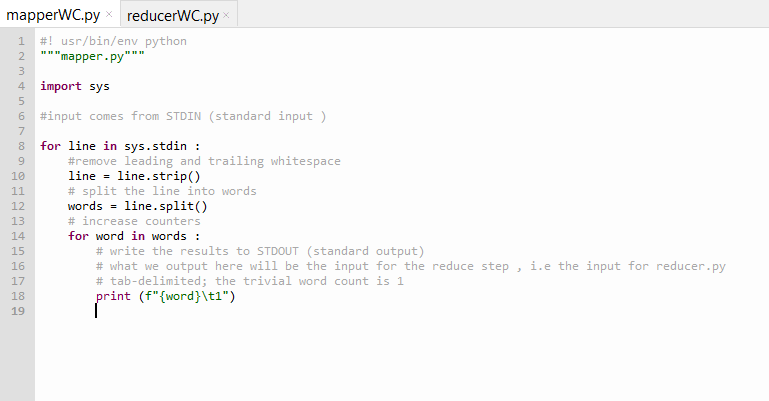 mapperWC.py × reducerWC.py ×
1 #! usr/bin/env python
2 """mapper.py"""
3
4 import sys
5
6 #input comes from STDIN (standard input )
7
8 for line in sys.stdin :
9     #remove leading and trailing whitespace
10     line = line.strip()
11     # split the line into words
12     words = line.split()
13     # increase counters
14     for word in words :
15         # write the results to STDOUT (standard output)
16         # what we output here will be the input for the reduce step , i.e the input for reducer.py
17         # tab-delimited; the trivial word count is 1
18         print (f"{word}\t1")
19